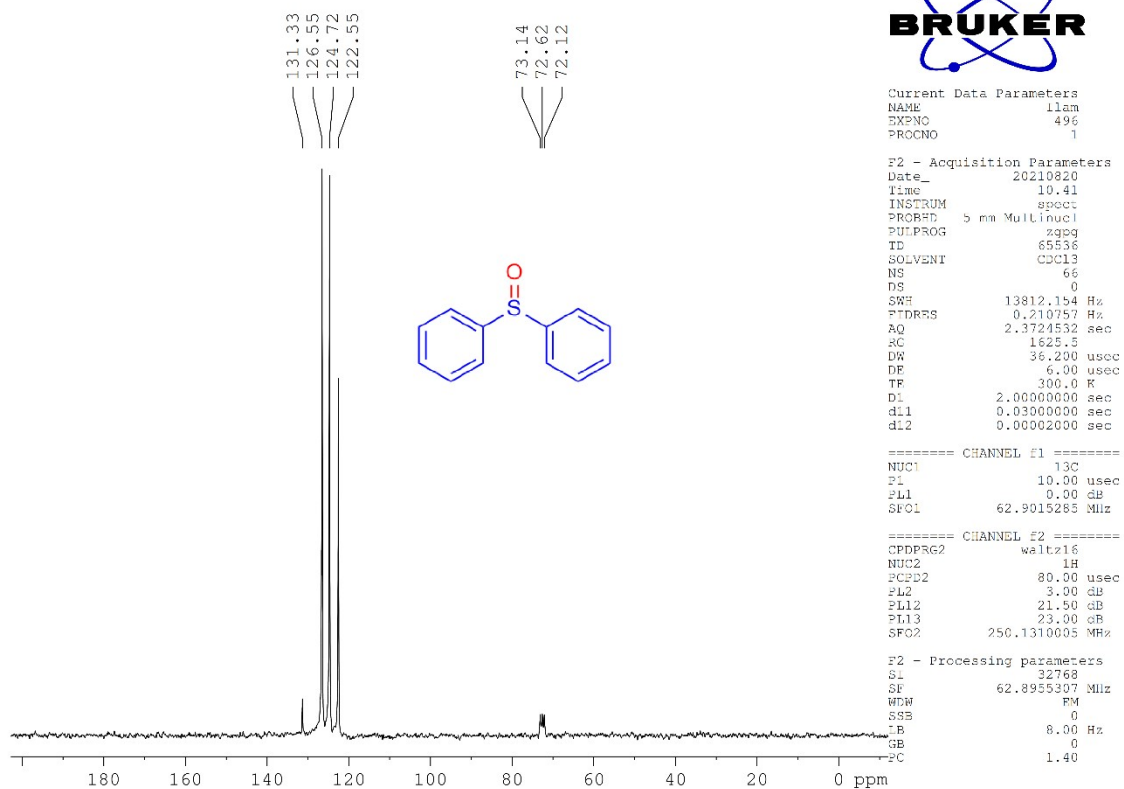 131.33
126.55
124.72
122.55
73.14
72.62
72.12
O
S
180 160 140 120 100 80 60 40 20 0 ppm
BRUKER
Current Data Parameters
NAME Ilam
EXPNO 496
PROCNO 1
F2 - Acquisition Parameters
Date_ 20210820
Time 10.41
INSTRUM spect
PROBHD 5 mm Multinucl
PULPROG zgpg
TD 65536
SOLVENT CDCl3
NS 66
DS 0
SWH 13812.154 Hz
FIDRES 0.210757 Hz
AQ 2.3724532 sec
RG 1625.5
DW 36.200 usec
DE 6.00 usec
TE 300.0 K
D1 2.00000000 sec
d11 0.03000000 sec
d12 0.00002000 sec
======== CHANNEL f1 ========
NUC1 13C
P1 10.00 usec
PL1 0.00 dB
SFO1 62.9015285 MHz
======== CHANNEL f2 ========
CPDPRG2 waltz16
NUC2 1H
PCPD2 80.00 usec
PL2 3.00 dB
PL12 21.50 dB
PL13 23.00 dB
SFO2 250.1310005 MHz
F2 - Processing parameters
SI 32768
SF 62.8955307 MHz
WDW EM
SSB 0
LB 8.00 Hz
GB 0
PC 1.40